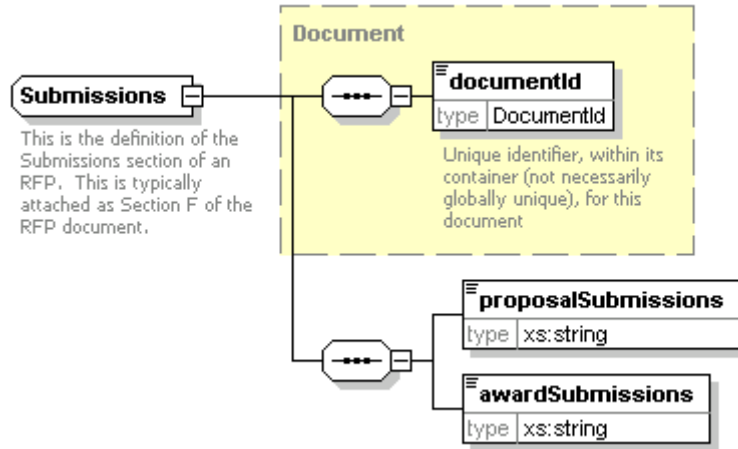 Document
Submissions
This is the definition of the
Submissions section of an
RFP. This is typically
attached as Section F of the
RFP document.
documentId
type DocumentId
Unique identifier, within its
container (not necessarily
globally unique), for this
document
proposalSubmissions
type xs:string
awardSubmissions
type xs:string